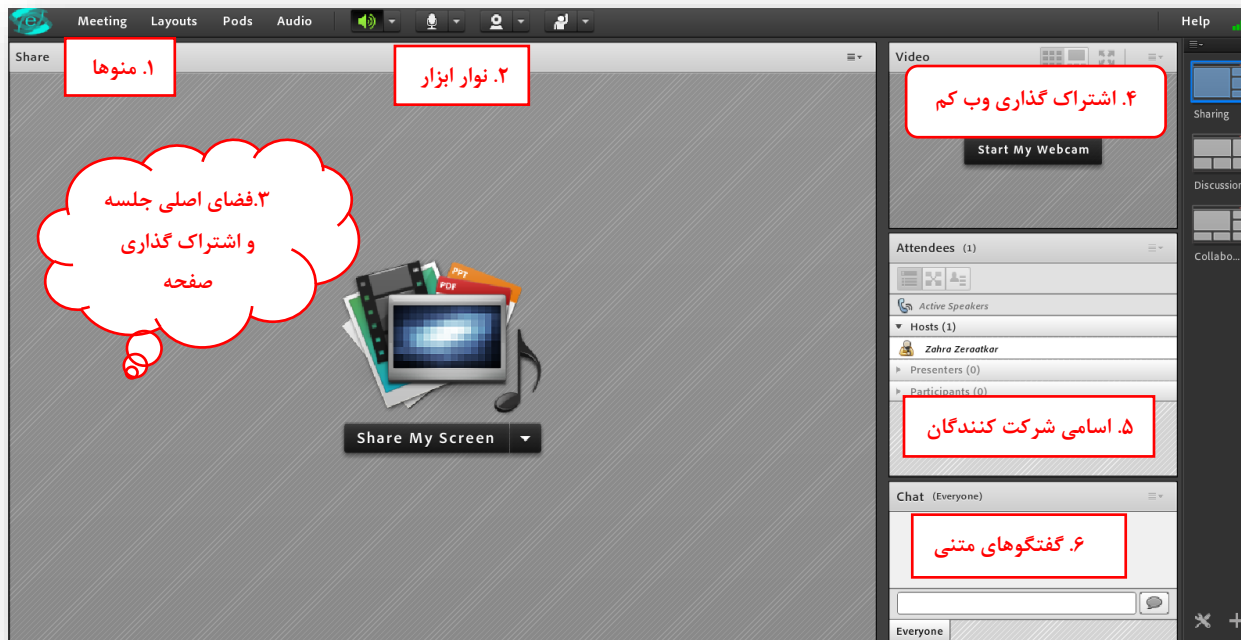 Meeting Layouts Pods Audio Help
Share
۱. منوها
۲. نوار ابزار
۳.فضای اصلی جلسه
و اشتراک گذاری
صفحه
Share My Screen
Video
۴. اشتراک گذاری وب کم
Start My Webcam
Attendees (1)
Active Speakers
Hosts (1)
Zahra Zeraatkar
Presenters (0)
Participants (0)
۵. اسامی شرکت کنندگان
Chat (Everyone)
۶. گفتگوهای متنی
Everyone
Sharing
Discussion
Collabo...
PPT
PDF